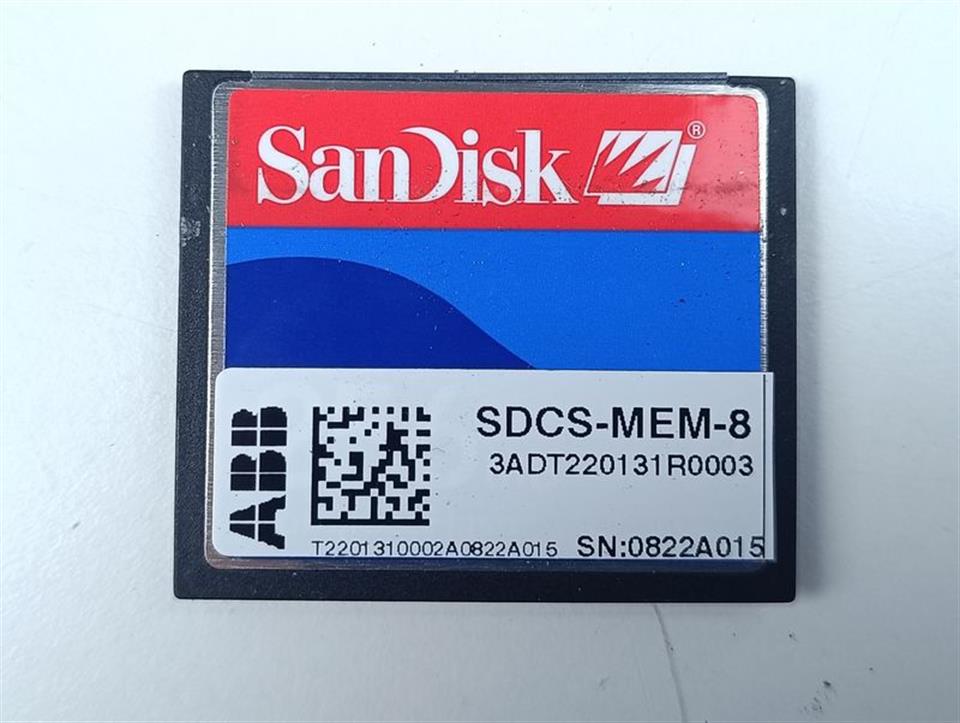 SanDisk ®
ABB
SDCS-MEM-8
3ADT220131R0003
T2201310002A0822A015 SN:0822A015